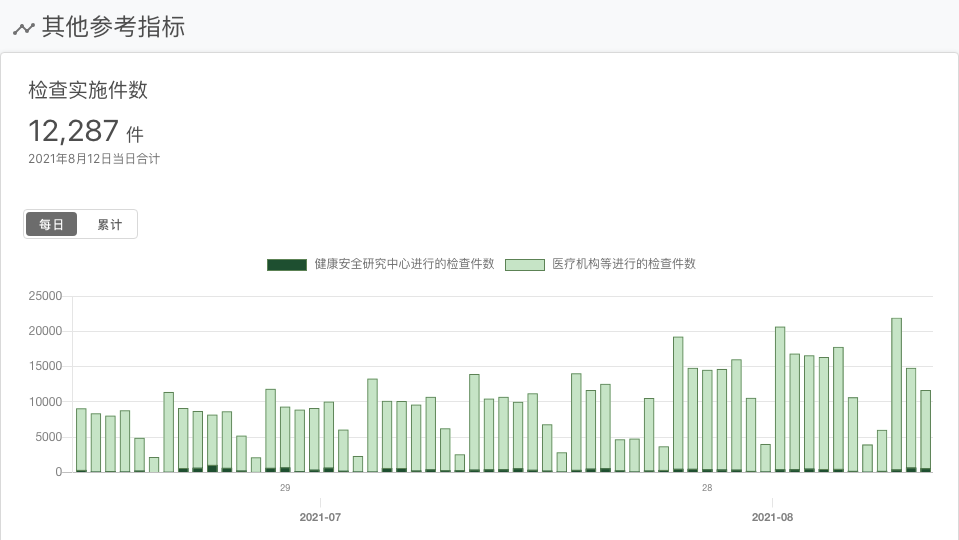 其他参考指标
检查实施件数
12,287 件
2021年8月12日当日合计
每日 累计
健康安全研究中心进行的检查件数 医疗机构等进行的检查件数
25000
20000
15000
10000
5000
0
29 28
2021-07 2021-08